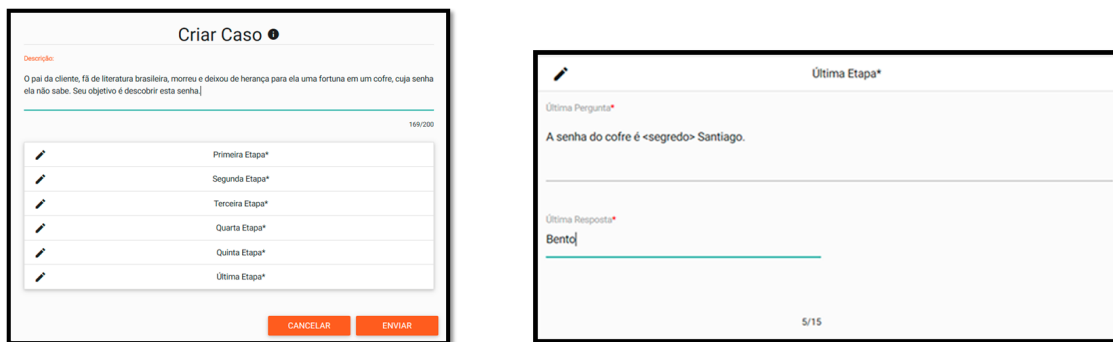 Criar Caso
Descrição:
O pai da cliente, fã de literatura brasileira, morreu e deixou de herança para ela uma fortuna em um cofre, cuja senha
ela não sabe. Seu objetivo é descobrir esta senha.
169/200
Primeira Etapa*
Segunda Etapa*
Terceira Etapa*
Quarta Etapa*
Quinta Etapa*
Última Etapa*
CANCELAR ENVIAR
Última Etapa*
Última Pergunta*
A senha do cofre é <segredo> Santiago.
Última Resposta*
Bento
5/15